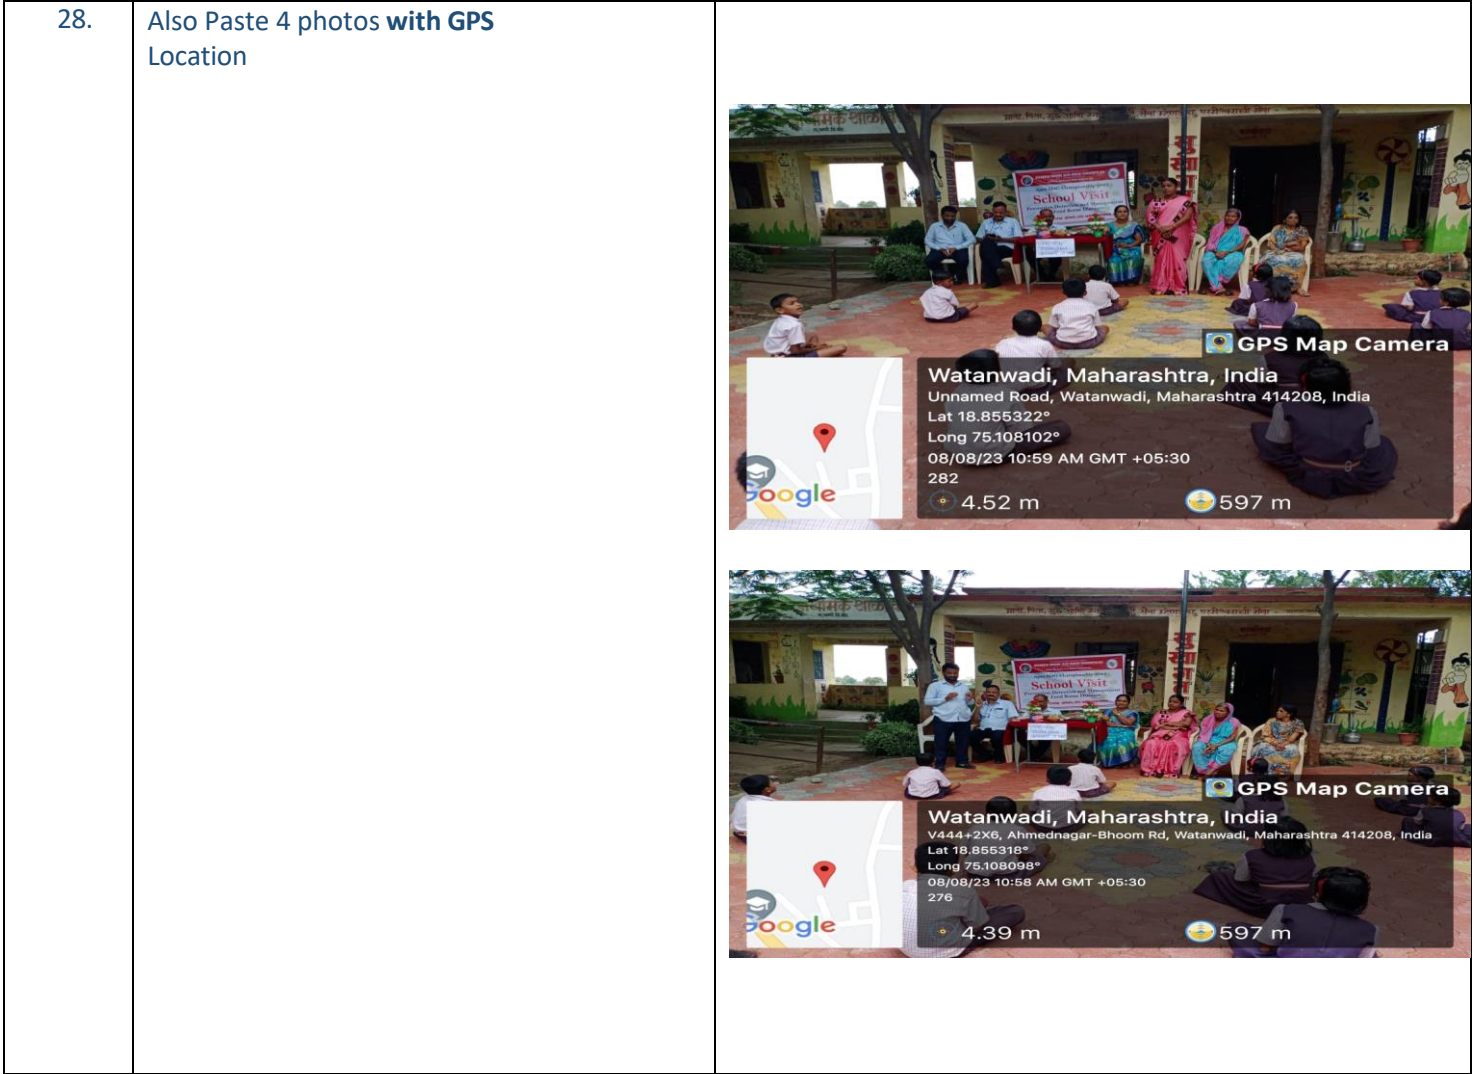 28.
Also Paste 4 photos with GPS
Location
School Visit
सु
स्वा
GPS Map Camera
Watanwadi, Maharashtra, India
Unnamed Road, Watanwadi, Maharashtra 414208, India
Lat 18.855322°
Long 75.108102°
08/08/23 10:59 AM GMT +05:30
282
4.52 m
597 m
Google
School Visit
GPS Map Camera
Watanwadi, Maharashtra, India
V444+2X6, Ahmednagar-Bhoom Rd, Watanwadi, Maharashtra 414208, India
Lat 18.855318°
Long 75.108098°
08/08/23 10:58 AM GMT +05:30
276
4.39 m
597 m
Google